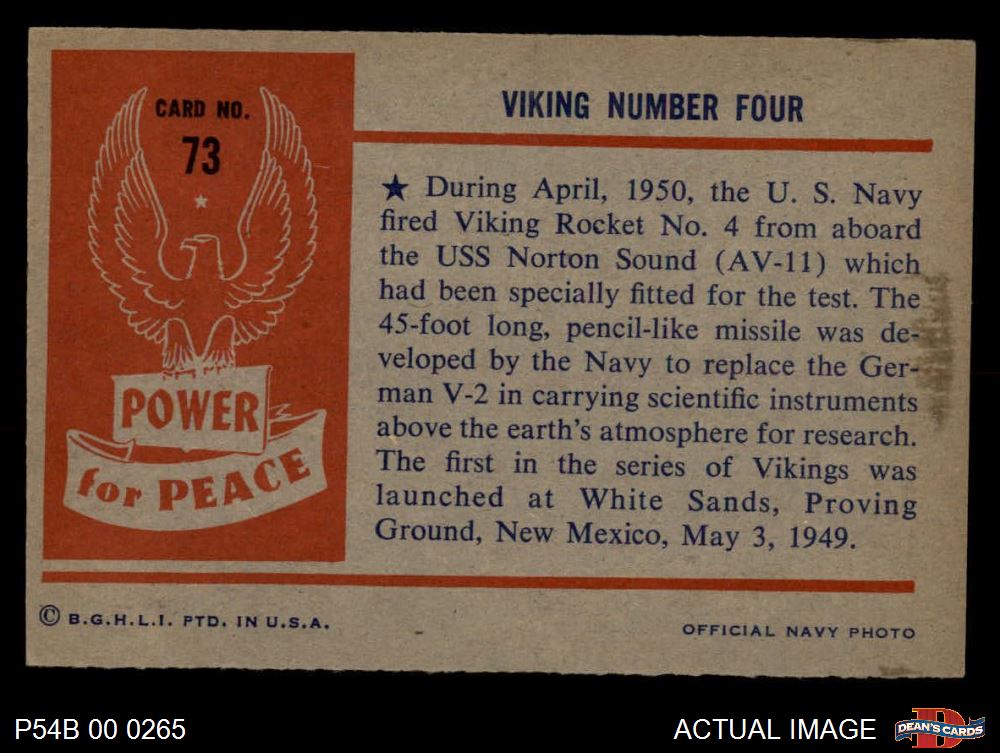 CARD NO.
73
POWER
for PEACE
VIKING NUMBER FOUR
★ During April, 1950, the U. S. Navy
fired Viking Rocket No. 4 from aboard
the USS Norton Sound (AV-11) which
had been specially fitted for the test. The
45-foot long, pencil-like missile was de-
veloped by the Navy to replace the Ger-
man V-2 in carrying scientific instruments
above the earth's atmosphere for research.
The first in the series of Vikings was
launched at White Sands, Proving
Ground, New Mexico, May 3, 1949.
© B.G.H.L.I. PTD. IN U.S.A.
OFFICIAL NAVY PHOTO
P54B 00 0265
ACTUAL IMAGE
D
DEAN'S CARDS